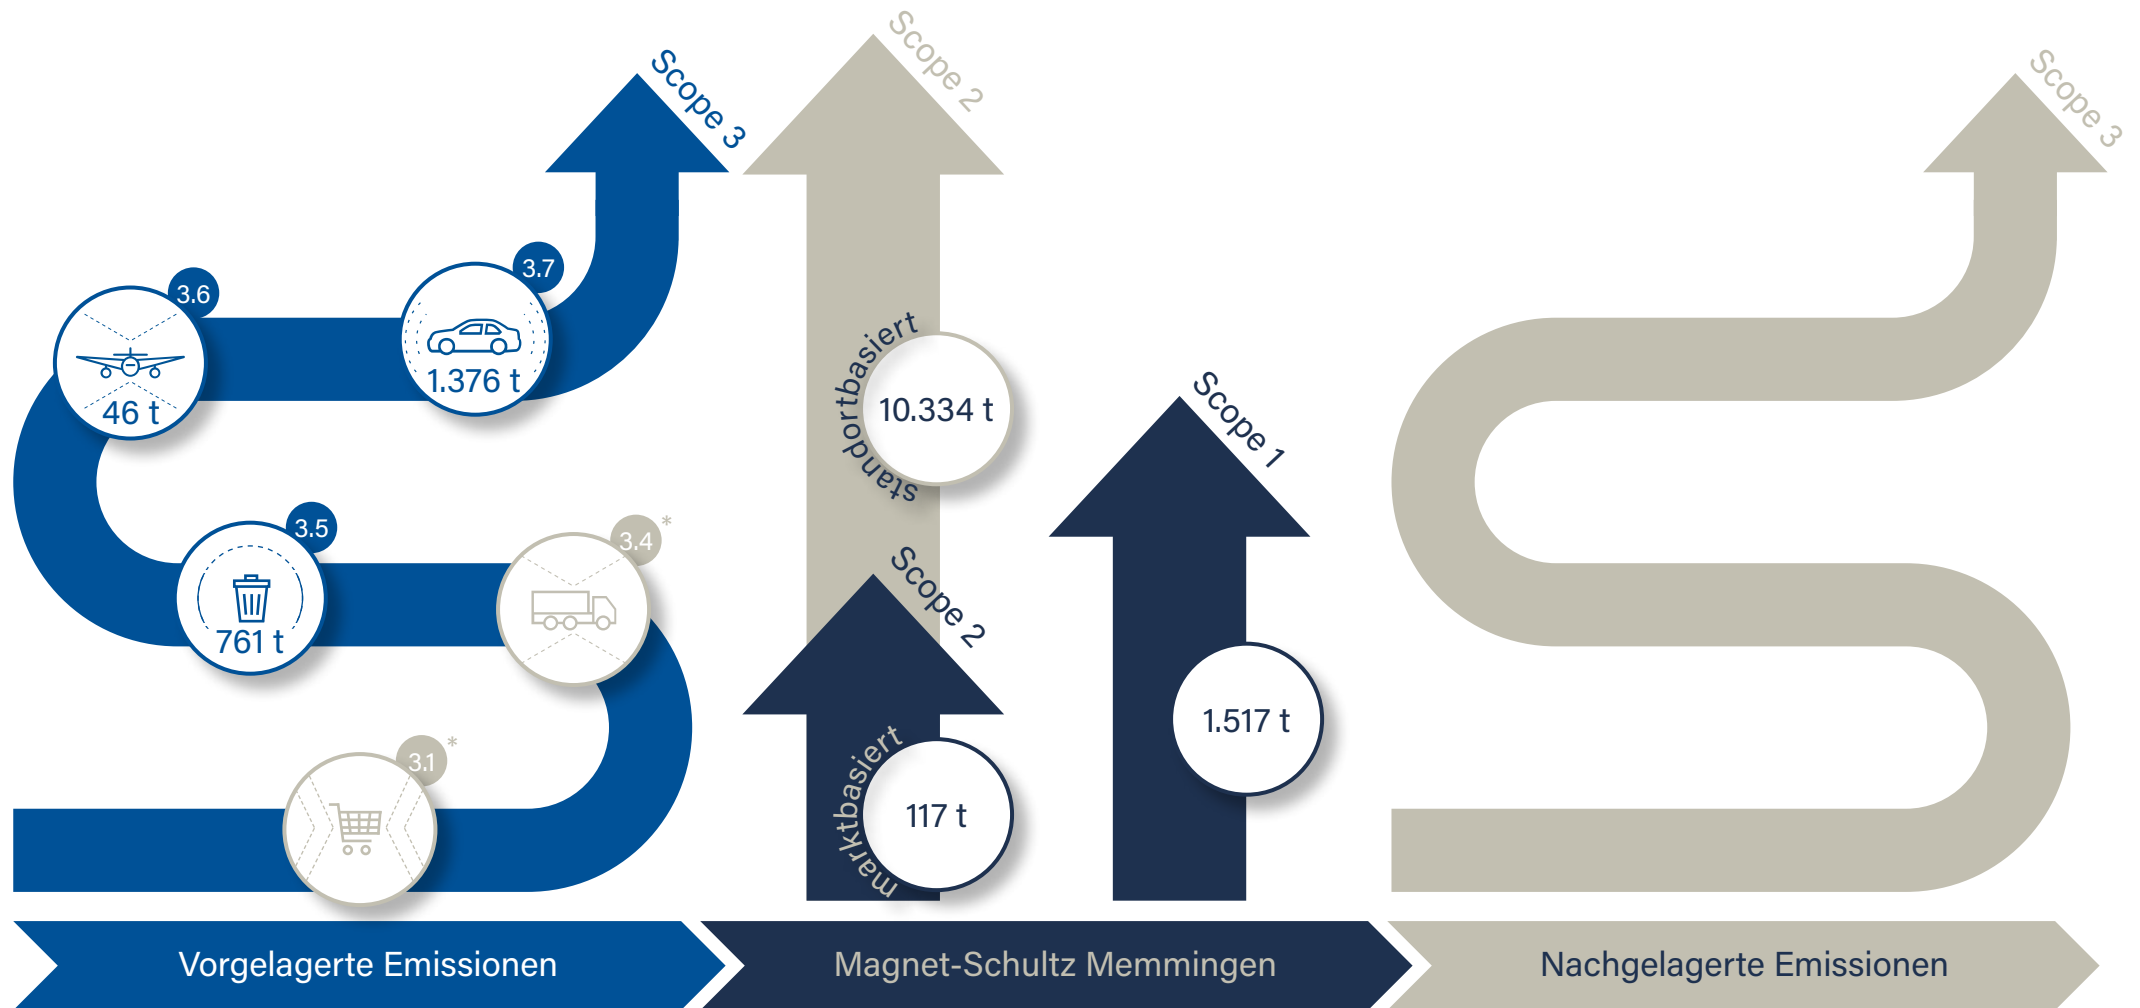 Scope 3
3.7
1.376 t
3.6
46 t
3.5
761 t
3.4*
3.1*
Scope 2
standortbasiert
10.334 t
Scope 2
marktbasiert
117 t
Scope 1
1.517 t
Scope 3
Vorgelagerte Emissionen
Magnet-Schultz Memmingen
Nachgelagerte Emissionen